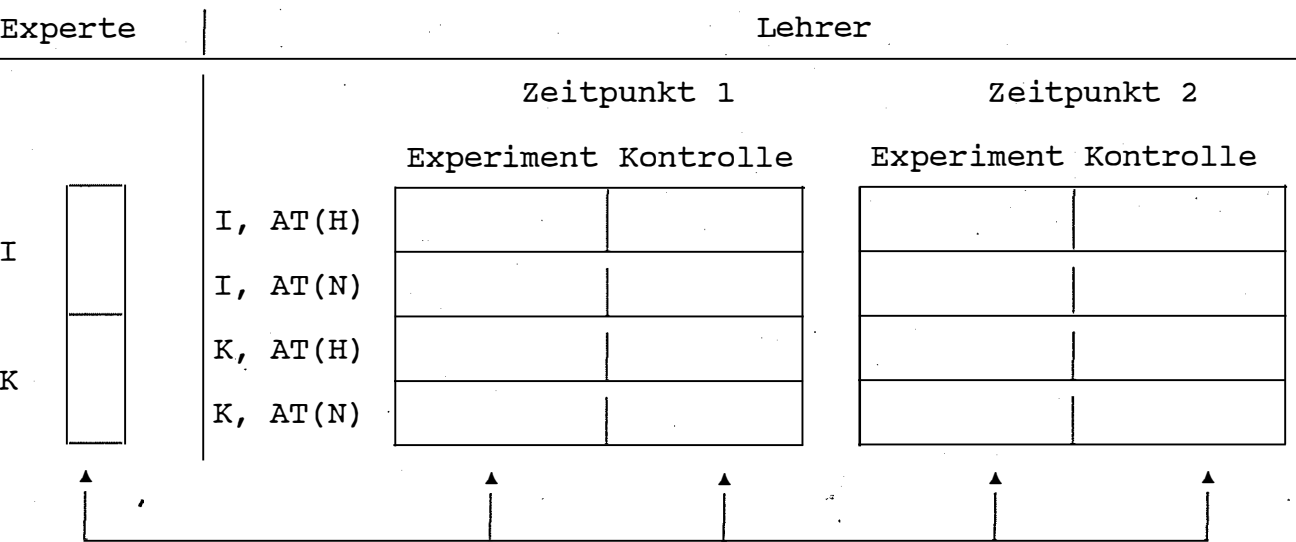 Experte Lehrer
Zeitpunkt 1 Zeitpunkt 2
Experiment Kontrolle Experiment Kontrolle
I, AT(H)
I
I, AT(N)
K, AT(H)
K
K, AT(N)